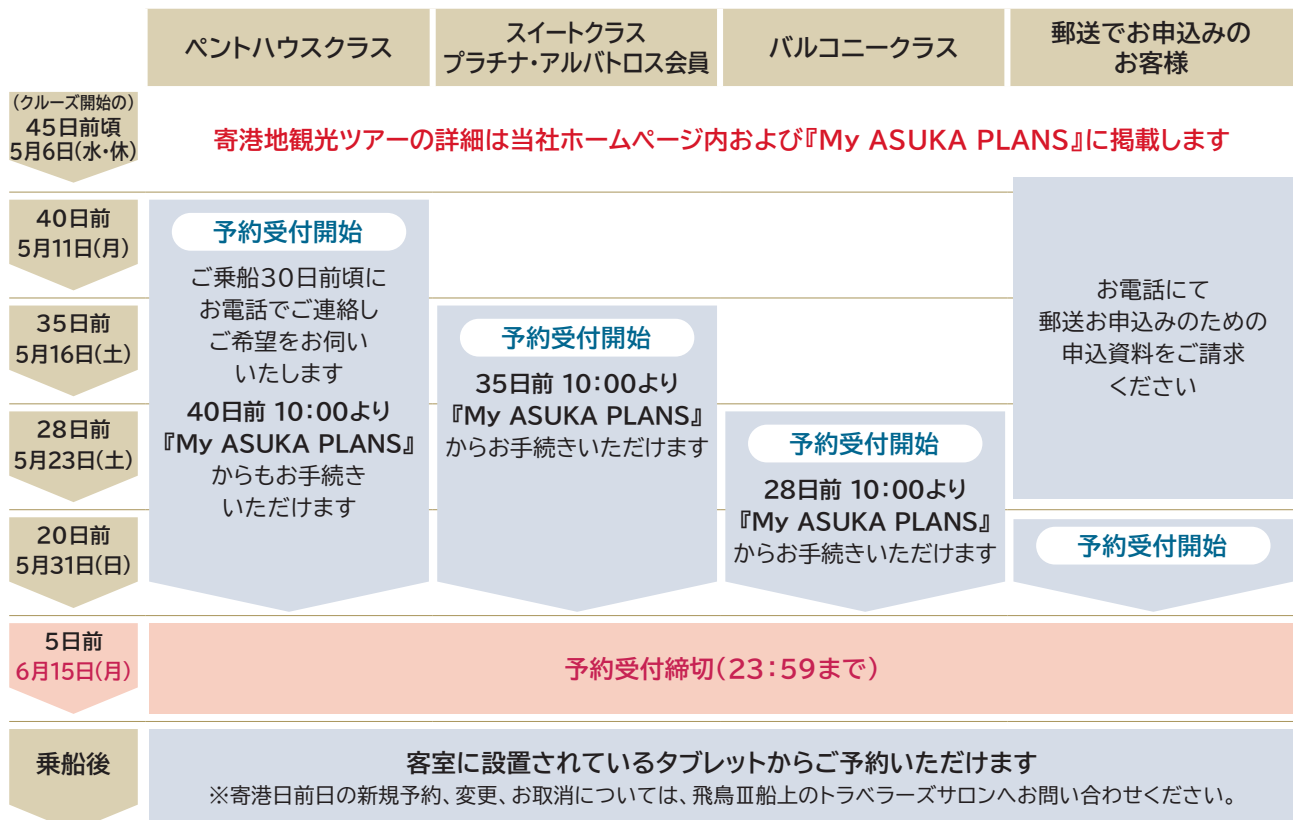 ペントハウスクラス
スイートクラス
プラチナ・アルバトロス会員
バルコニークラス
郵送でお申込みの
お客様
(クルーズ開始の)
45日前頃
5月6日(水・休)
寄港地観光ツアーの詳細は当社ホームページ内および『My ASUKA PLANS』に掲載します
40日前
5月11日(月)
35日前
5月16日(土)
28日前
5月23日(土)
20日前
5月31日(日)
予約受付開始
ご乗船30日前頃に
お電話でご連絡し
ご希望をお伺い
いたします
40日前 10:00より
『My ASUKA PLANS』
からもお手続き
いただけます
予約受付開始
35日前 10:00より
『My ASUKA PLANS』
からお手続きいただけます
予約受付開始
28日前 10:00より
『My ASUKA PLANS』
からお手続きいただけます
お電話にて
郵送お申込みのための
申込資料をご請求
ください
予約受付開始
5日前
6月15日(月)
予約受付締切(23:59まで)
乗船後
客室に設置されているタブレットからご予約いただけます
※寄港日前日の新規予約、変更、お取消については、飛鳥Ⅲ船上のトラベラーズサロンへお問い合わせください。